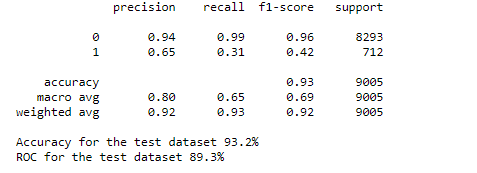 precision recall f1-score support
0 0.94 0.99 0.96 8293
1 0.65 0.31 0.42 712
accuracy 0.93 9005
macro avg 0.80 0.65 0.69 9005
weighted avg 0.92 0.93 0.92 9005
Accuracy for the test dataset 93.2%
ROC for the test dataset 89.3%